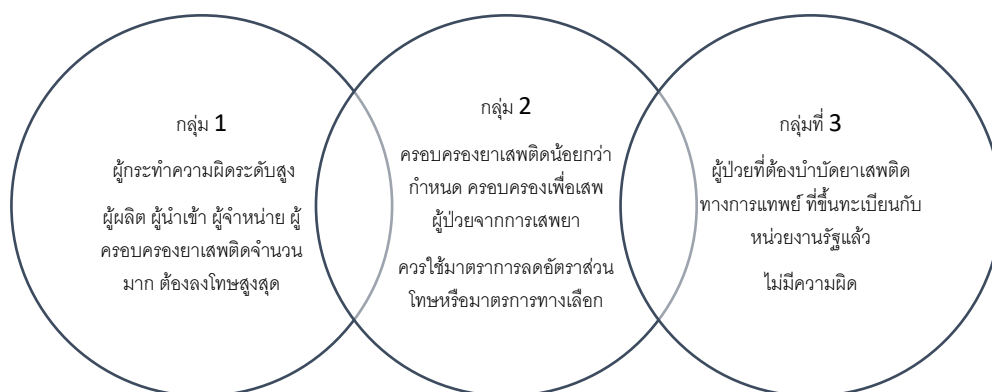 กลุ่ม 1
ผู้กระทำความผิดระดับสูง
ผู้ผลิต ผู้นำเข้า ผู้จำหน่าย ผู้
ครอบครองยาเสพติดจำนวน
มาก ต้องลงโทษสูงสุด
กลุ่ม 2
ครอบครองยาเสพติดน้อยกว่า
กำหนด ครอบครองเพื่อเสพ
ผู้ป่วยจากการเสพยา
ควรใช้มาตราการลดอัตราส่วน
โทษหรือมาตรการทางเลือก
กลุ่มที่ 3
ผู้ป่วยที่ต้องบำบัดยาเสพติด
ทางการแทพย์ ที่ขึ้นทะเบียนกับ
หน่วยงานรัฐแล้ว
ไม่มีความผิด